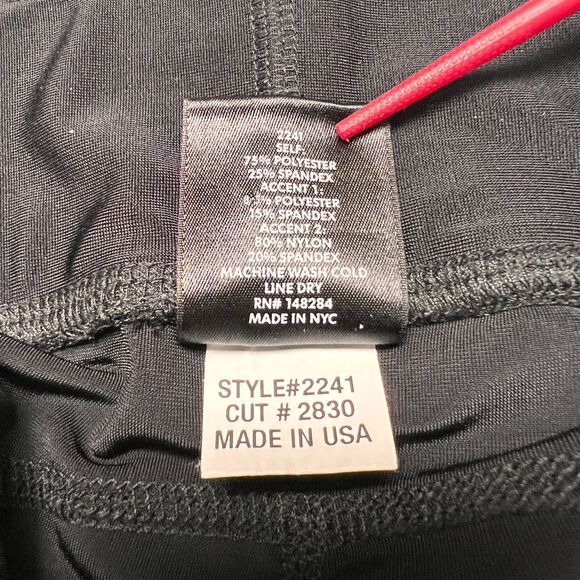 2241
SELF:
75% POLYESTER
25% SPANDEX
ACCENT 1:
POLYESTER
15% SPANDEX
ACCENT 2:
80% NYLON
20% SPANDEX
MACHINE WASH COLD
LINE DRY
RN# 148284
MADE IN NYC
STYLE#2241
CUT # 2830
MADE IN USA